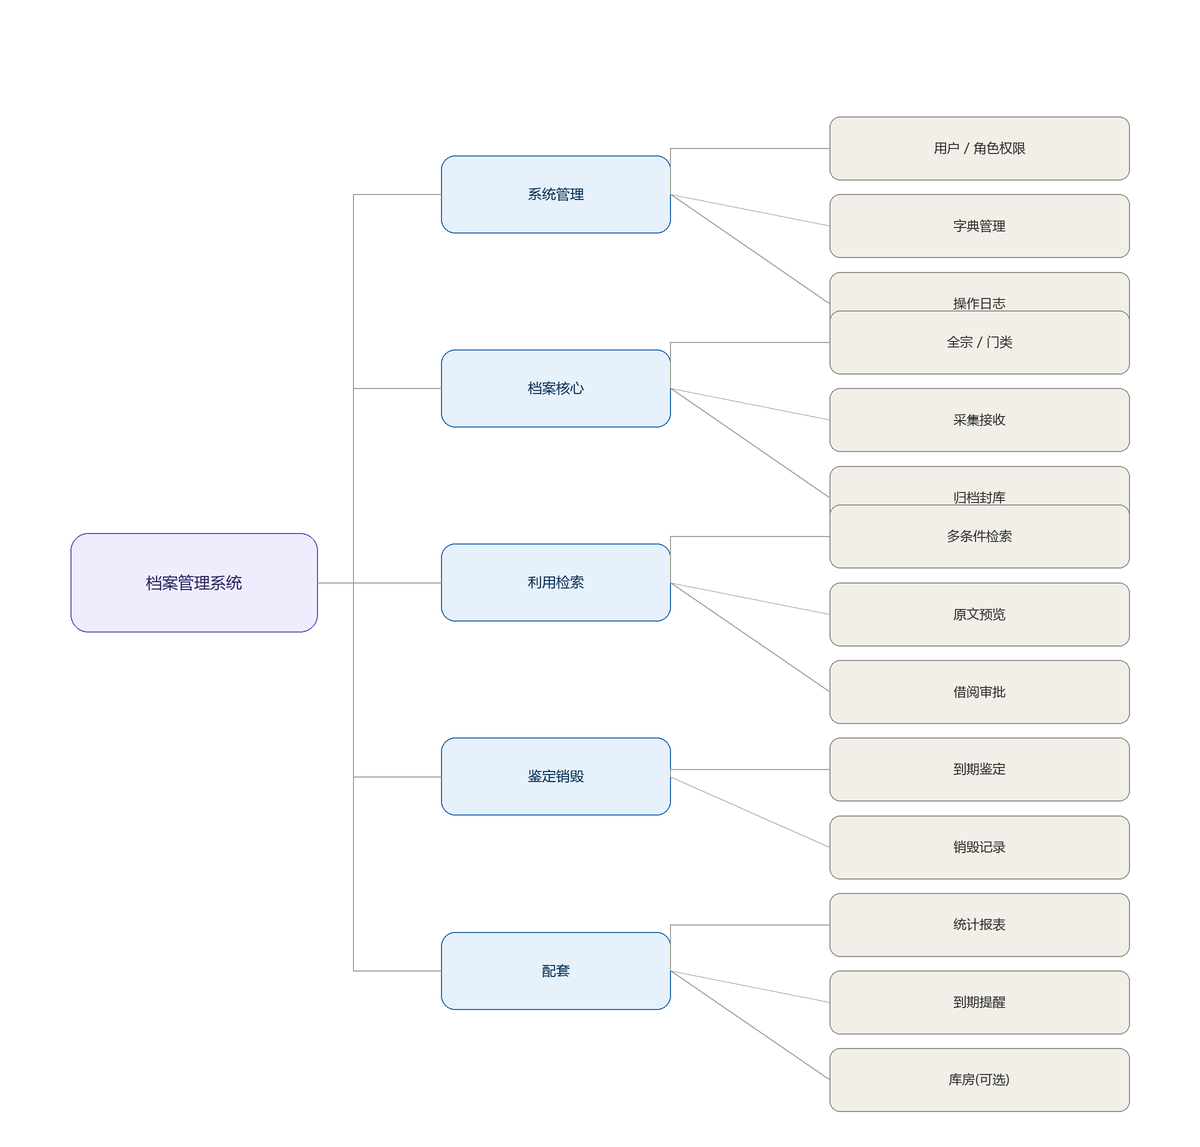 档案管理系统
系统管理
用户 / 角色权限
字典管理
操作日志
档案核心
全宗 / 门类
采集接收
归档封库
利用检索
多条件检索
原文预览
借阅审批
鉴定销毁
到期鉴定
销毁记录
配套
统计报表
到期提醒
库房(可选)